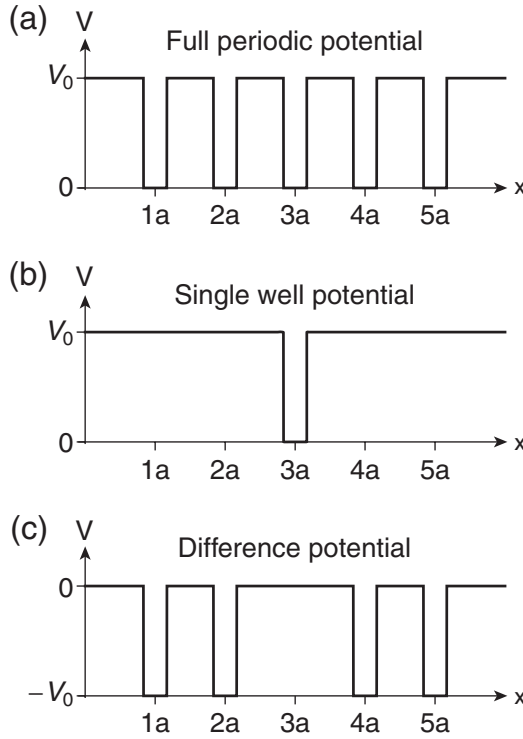 (a)
V
Full periodic potential
V₀
0
x
1a 2a 3a 4a 5a
(b)
V
Single well potential
V₀
0
x
1a 2a 3a 4a 5a
(c)
V
Difference potential
0
−V₀
x
1a 2a 3a 4a 5a